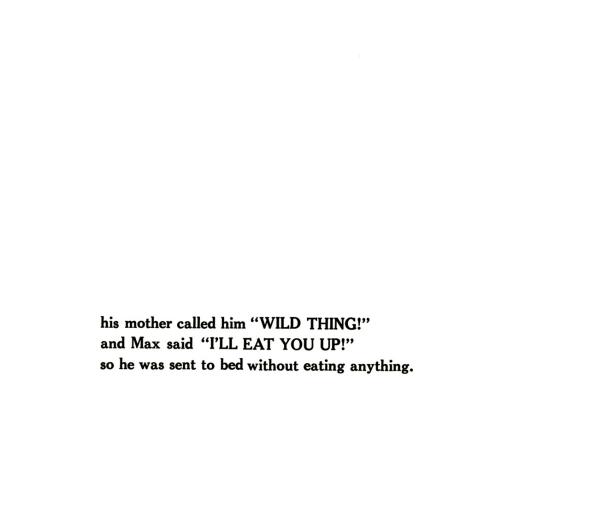 his mother called him “WILD THING!”
and Max said “I’LL EAT YOU UP!”
so he was sent to bed without eating anything.